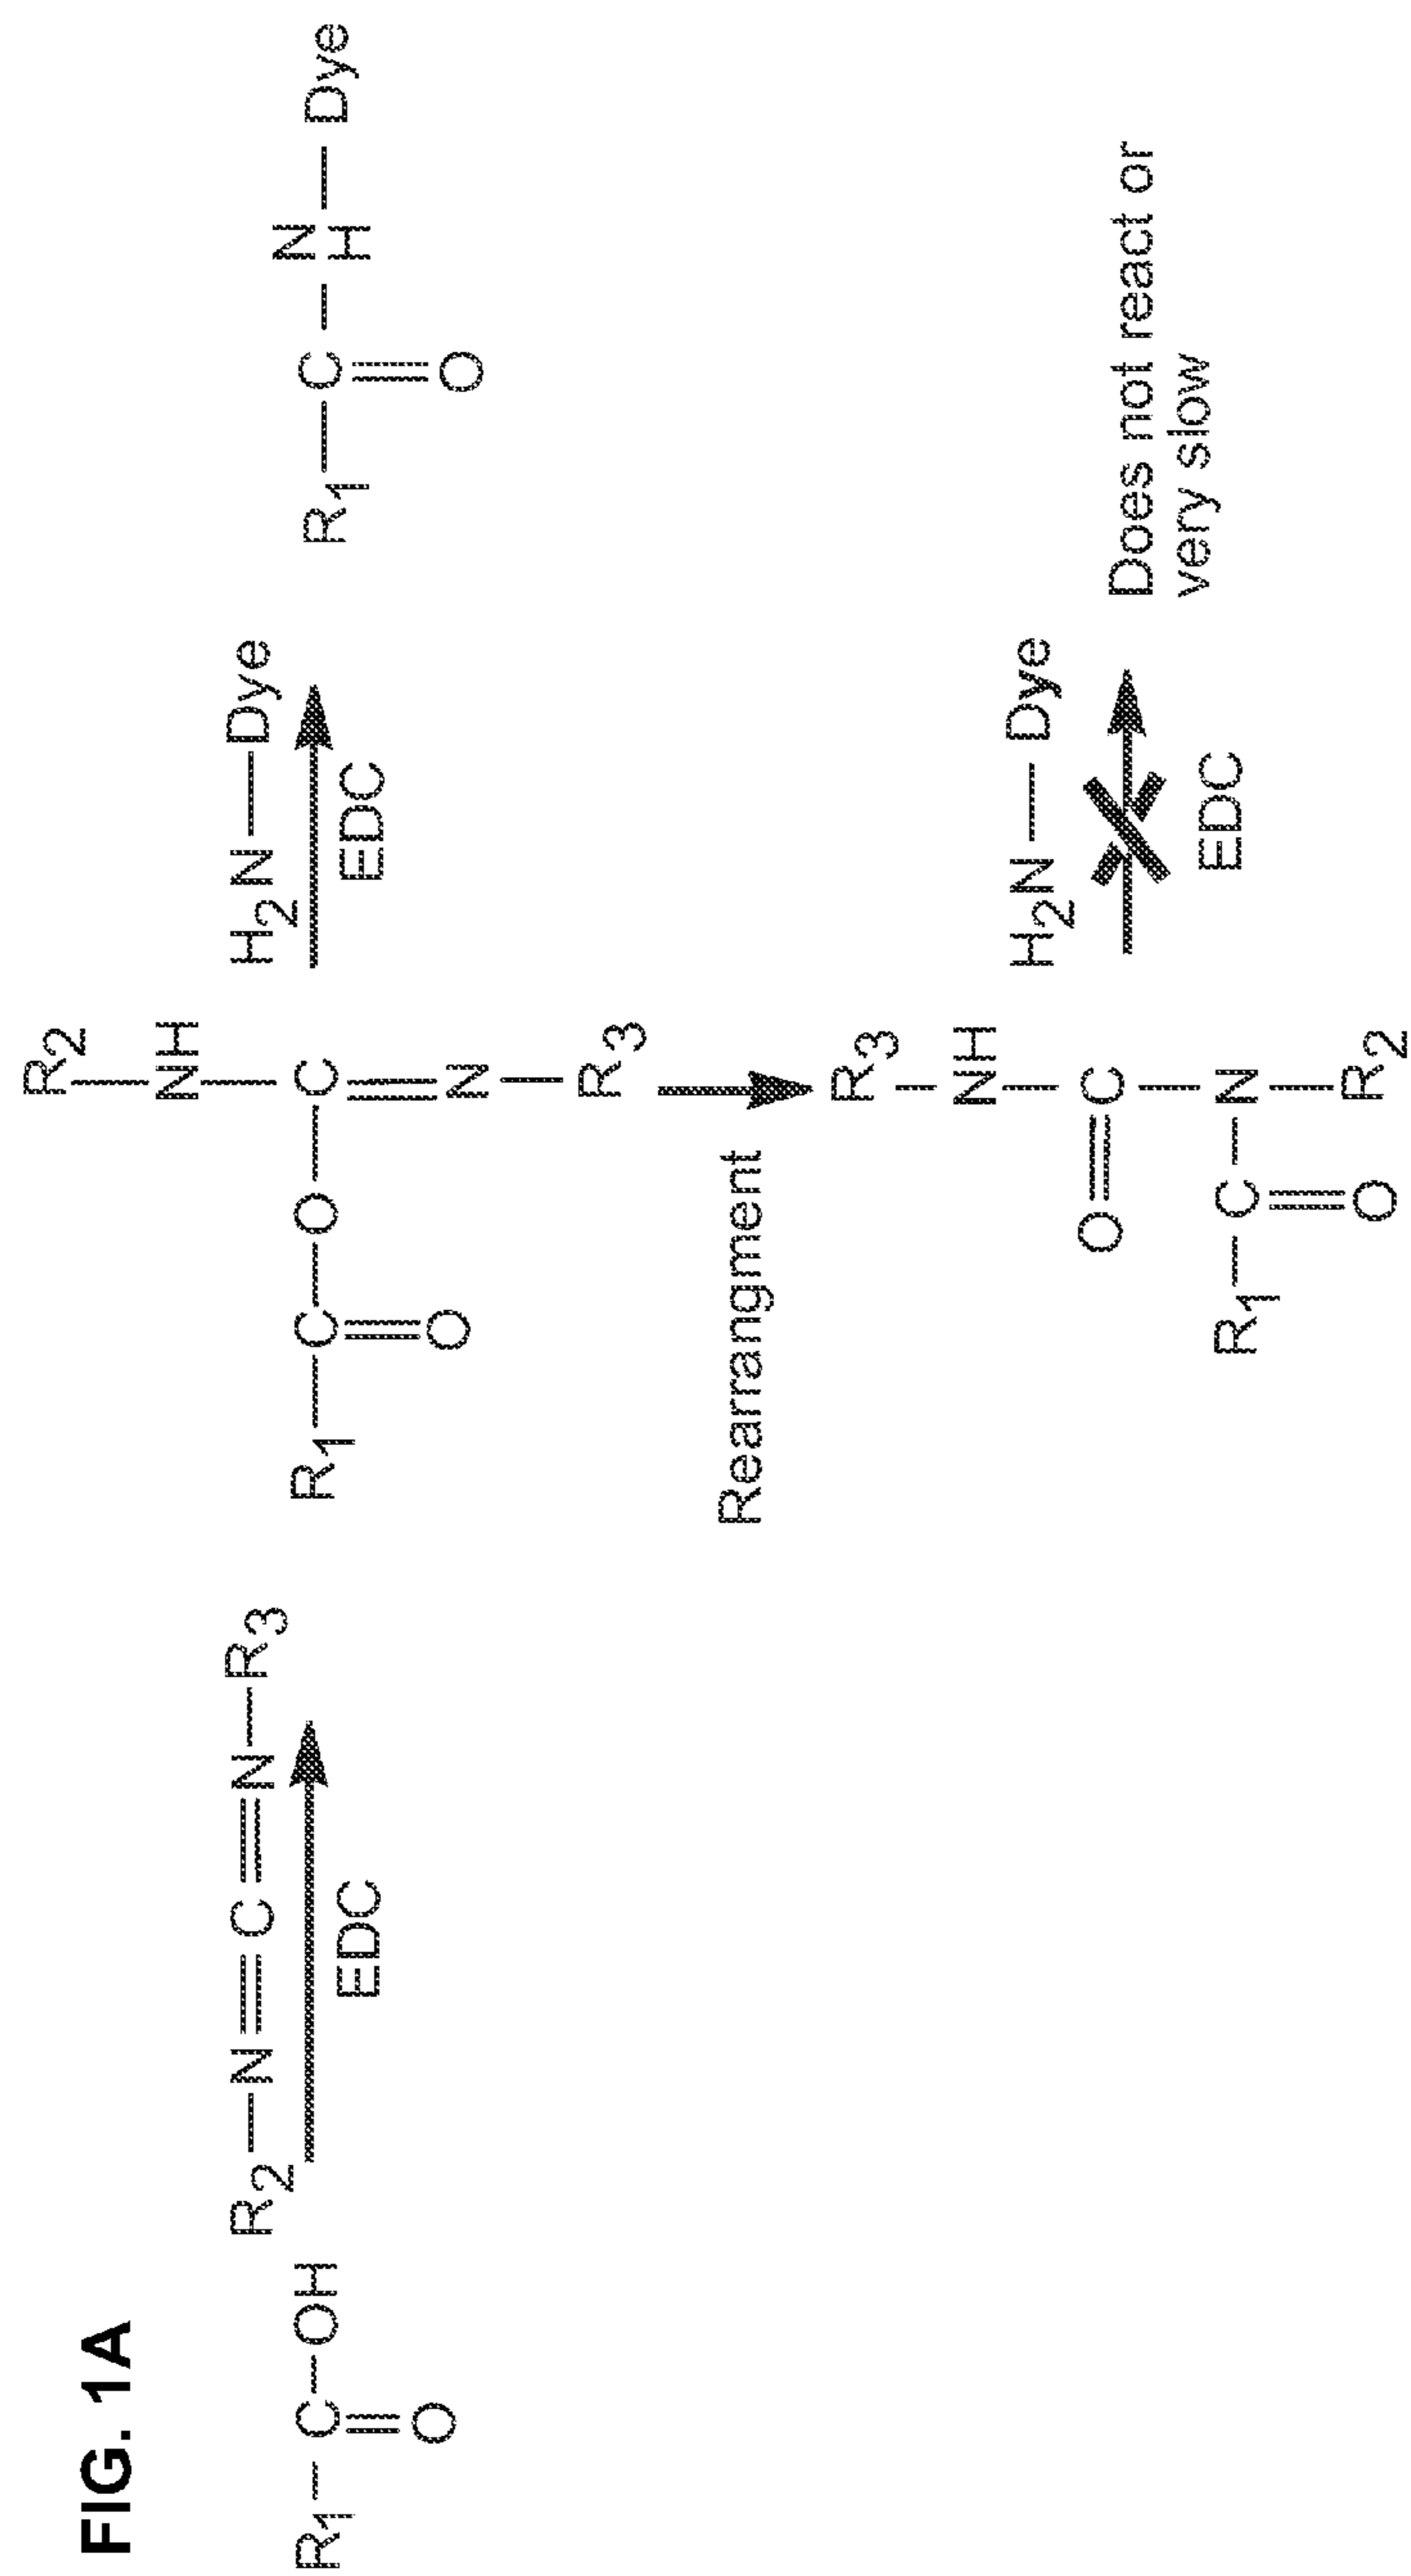 FIG. 1A
R1—C—OH
O
R2—N=C=N—R3
EDC
R2
NH
R1—C—O—C
O
N—R3
H2N—Dye
EDC
R1—C—N—Dye
O
H
Rearrangment
R3
NH
O=C
R1—C—N
O
R2
H2N—Dye
EDC
Does not react or
very slow